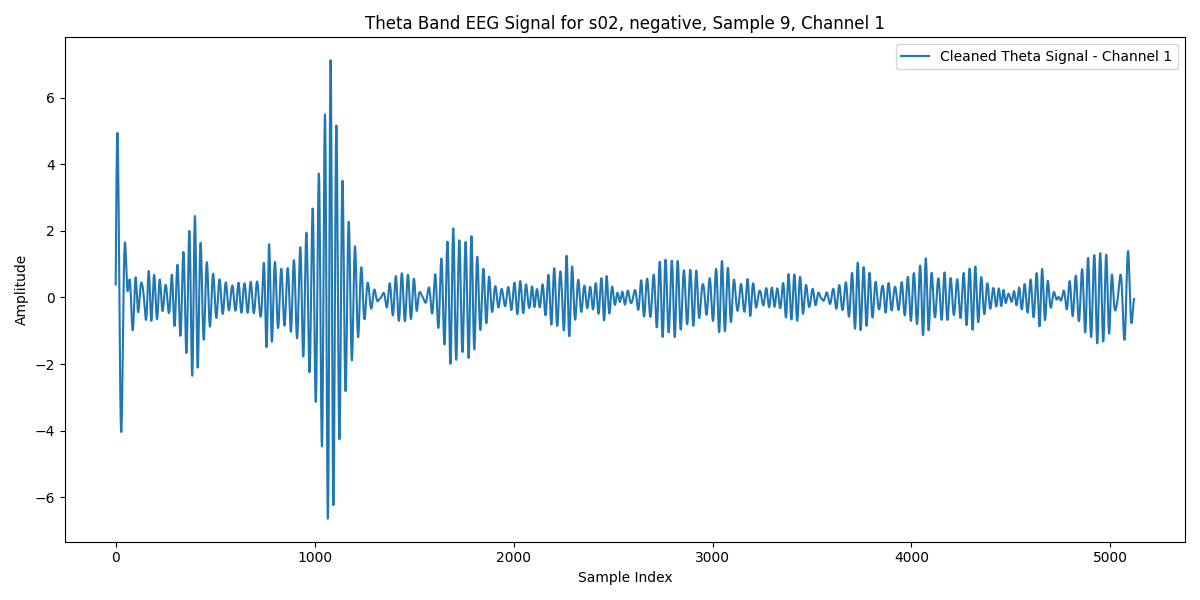 Theta Band EEG Signal for s02, negative, Sample 9, Channel 1
Cleaned Theta Signal - Channel 1
Amplitude
6
4
2
0
−2
−4
−6
0 1000 2000 3000 4000 5000
Sample Index